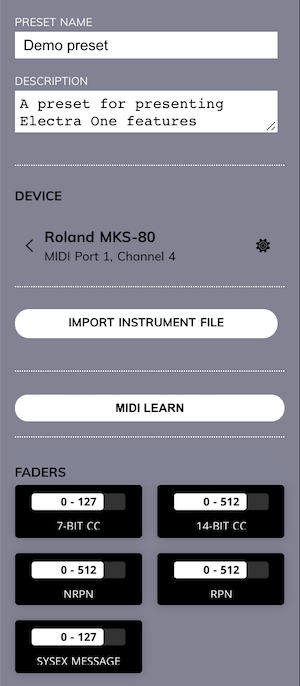 PRESET NAME
Demo preset
DESCRIPTION
A preset for presenting
Electra One features
DEVICE
Roland MKS-80
MIDI Port 1, Channel 4
IMPORT INSTRUMENT FILE
MIDI LEARN
FADERS
0 - 127 0 - 512
7-BIT CC 14-BIT CC
0 - 512 0 - 512
NRPN RPN
0 - 127
SYSEX MESSAGE